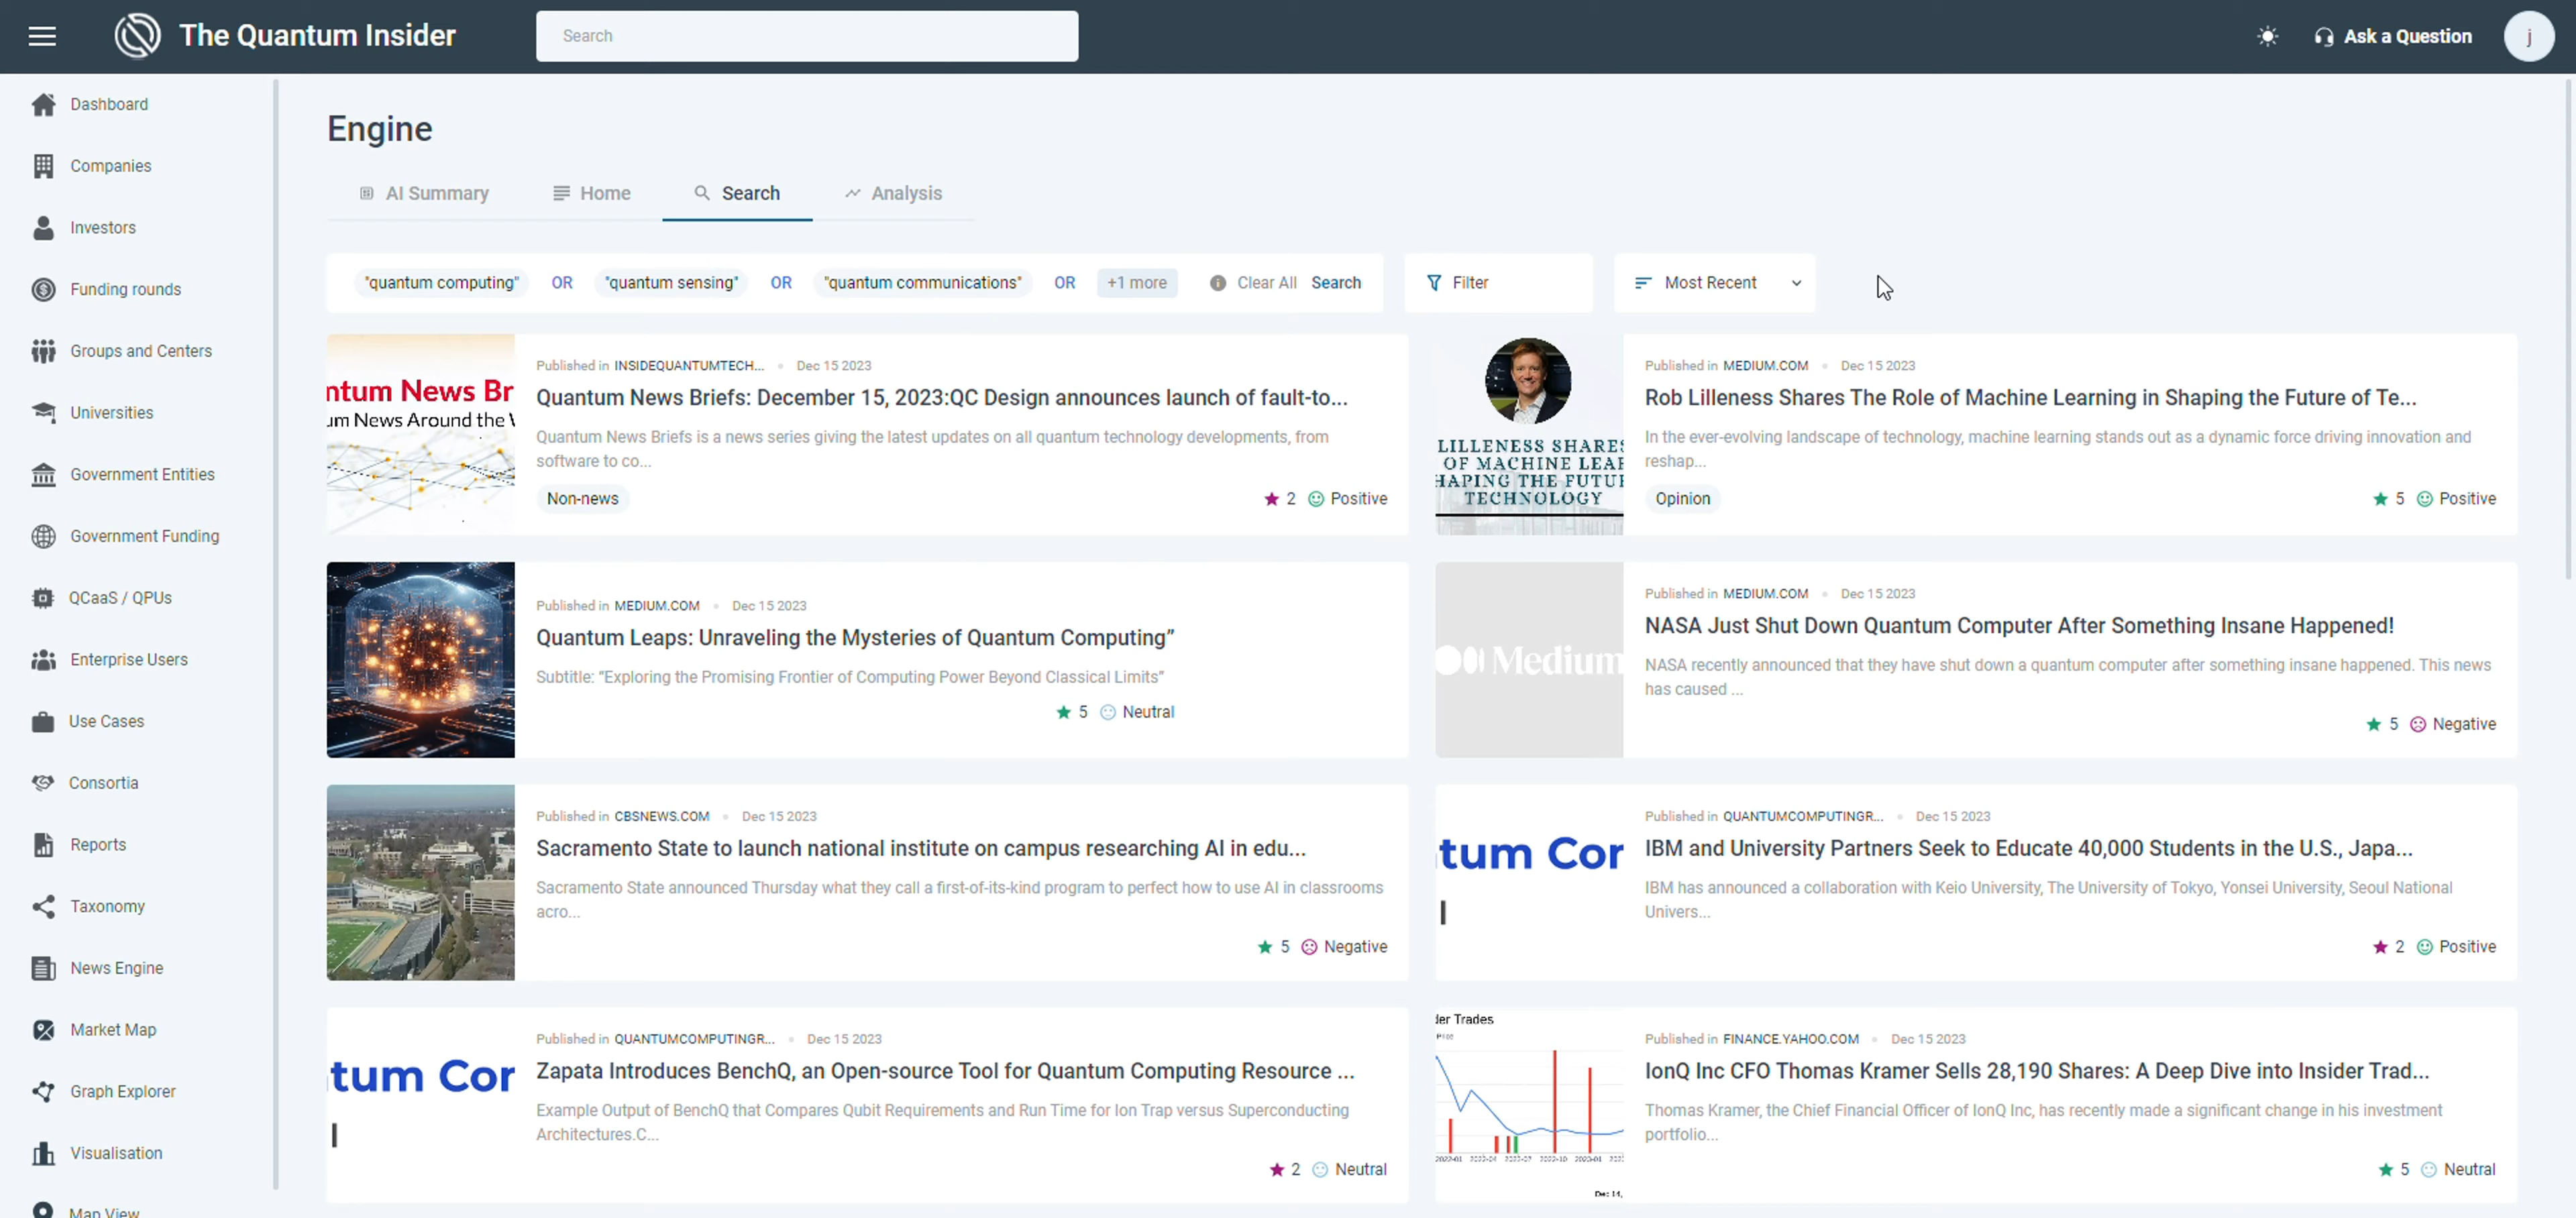 The Quantum Insider
Search
Ask a Question
j
Dashboard
Companies
Investors
Funding rounds
Groups and Centers
Universities
Government Entities
Government Funding
QCaaS / QPUs
Enterprise Users
Use Cases
Consortia
Reports
Taxonomy
News Engine
Market Map
Graph Explorer
Visualisation
Map View
Engine
AI Summary
Home
Search
Analysis
"quantum computing" OR "quantum sensing" OR "quantum communications" OR +1 more Clear All Search
Filter
Most Recent
ntum News Br
um News Around the
Published in INSIDEQUANTUMTECH... • Dec 15 2023
Quantum News Briefs: December 15, 2023:QC Design announces launch of fault-to...
Quantum News Briefs is a news series giving the latest updates on all quantum technology developments, from
software to co...
Non-news
2 Positive
LILLENESS SHARES
OF MACHINE LEAF
HAPING THE FUTUR
TECHNOLOGY
Published in MEDIUM.COM • Dec 15 2023
Rob Lilleness Shares The Role of Machine Learning in Shaping the Future of Te...
In the ever-evolving landscape of technology, machine learning stands out as a dynamic force driving innovation and
reshap...
Opinion
5 Positive
Published in MEDIUM.COM • Dec 15 2023
Quantum Leaps: Unraveling the Mysteries of Quantum Computing”
Subtitle: “Exploring the Promising Frontier of Computing Power Beyond Classical Limits”
5 Neutral
Medium
Published in MEDIUM.COM • Dec 15 2023
NASA Just Shut Down Quantum Computer After Something Insane Happened!
NASA recently announced that they have shut down a quantum computer after something insane happened. This news
has caused ...
5 Negative
Published in CBSNEWS.COM • Dec 15 2023
Sacramento State to launch national institute on campus researching AI in edu...
Sacramento State announced Thursday what they call a first-of-its-kind program to perfect how to use AI in classrooms
acro...
5 Negative
tum Cor
Published in QUANTUMCOMPUTINGR... • Dec 15 2023
IBM and University Partners Seek to Educate 40,000 Students in the U.S., Japa...
IBM has announced a collaboration with Keio University, The University of Tokyo, Yonsei University, Seoul National
Univers...
2 Positive
tum Cor
Published in QUANTUMCOMPUTINGR... • Dec 15 2023
Zapata Introduces BenchQ, an Open-source Tool for Quantum Computing Resource ...
Example Output of BenchQ that Compares Qubit Requirements and Run Time for Ion Trap versus Superconducting
Architectures.C...
2 Neutral
der Trades
2022-01 2022-04 2022-07 2022-10 2023-01
Dec 14,
Published in FINANCE.YAHOO.COM • Dec 15 2023
IonQ Inc CFO Thomas Kramer Sells 28,190 Shares: A Deep Dive into Insider Trad...
Thomas Kramer, the Chief Financial Officer of IonQ Inc, has recently made a significant change in his investment
portfolio...
5 Neutral